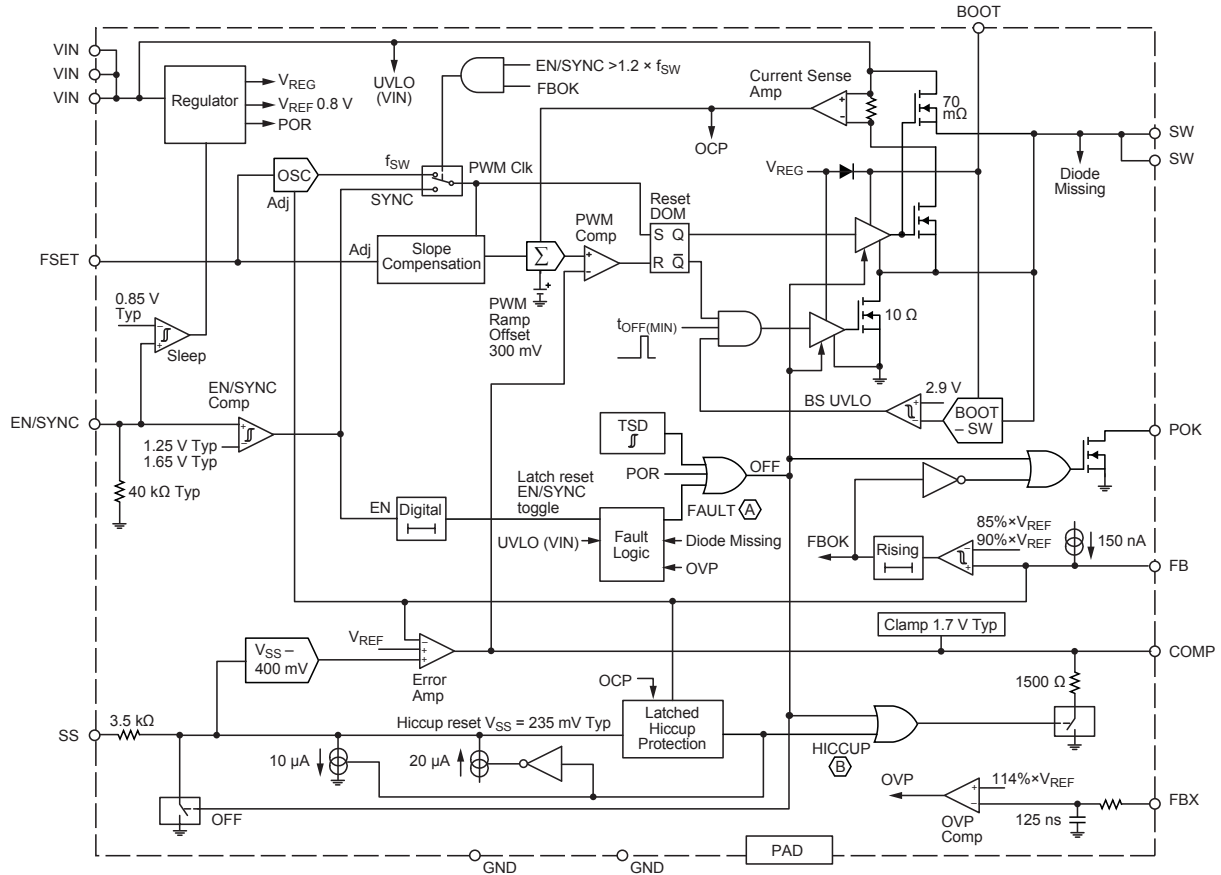 BOOT
VIN
VIN
VIN
Regulator
VREG
VREF 0.8 V
POR
UVLO
(VIN)
EN/SYNC >1.2 × fSW
FBOK
Current Sense
Amp
+
–
70
mΩ
SW
SW
OCP
Diode
Missing
VREG
fSW
PWM Clk
SYNC
OSC
Adj
FSET
Adj
Slope
Compensation
Σ
+
PWM
Ramp
Offset
300 mV
PWM
Comp
+
–
Reset
DOM
S Q
R Q̅
10 Ω
tOFF(MIN)
0.85 V
Typ
–
+
Sleep
EN/SYNC
Comp
EN/SYNC
+
–
1.25 V Typ
1.65 V Typ
40 kΩ Typ
BS UVLO
2.9 V
+
–
BOOT
– SW
TSD
POR
OFF
FAULT A
POK
Latch reset
EN/SYNC
toggle
EN
Digital
UVLO (VIN)
Fault
Logic
Diode Missing
OVP
FBOK
Rising
85%×VREF
90%×VREF
–
+
150 nA
FB
Clamp 1.7 V Typ
COMP
VREF
VSS –
400 mV
–
+
+
Error
Amp
1500 Ω
OCP
Latched
Hiccup
Protection
SS
3.5 kΩ
Hiccup reset VSS = 235 mV Typ
10 µA
20 µA
HICCUP
B
OFF
OVP
114%×VREF
+
–
OVP
Comp
125 ns
FBX
GND
GND
PAD